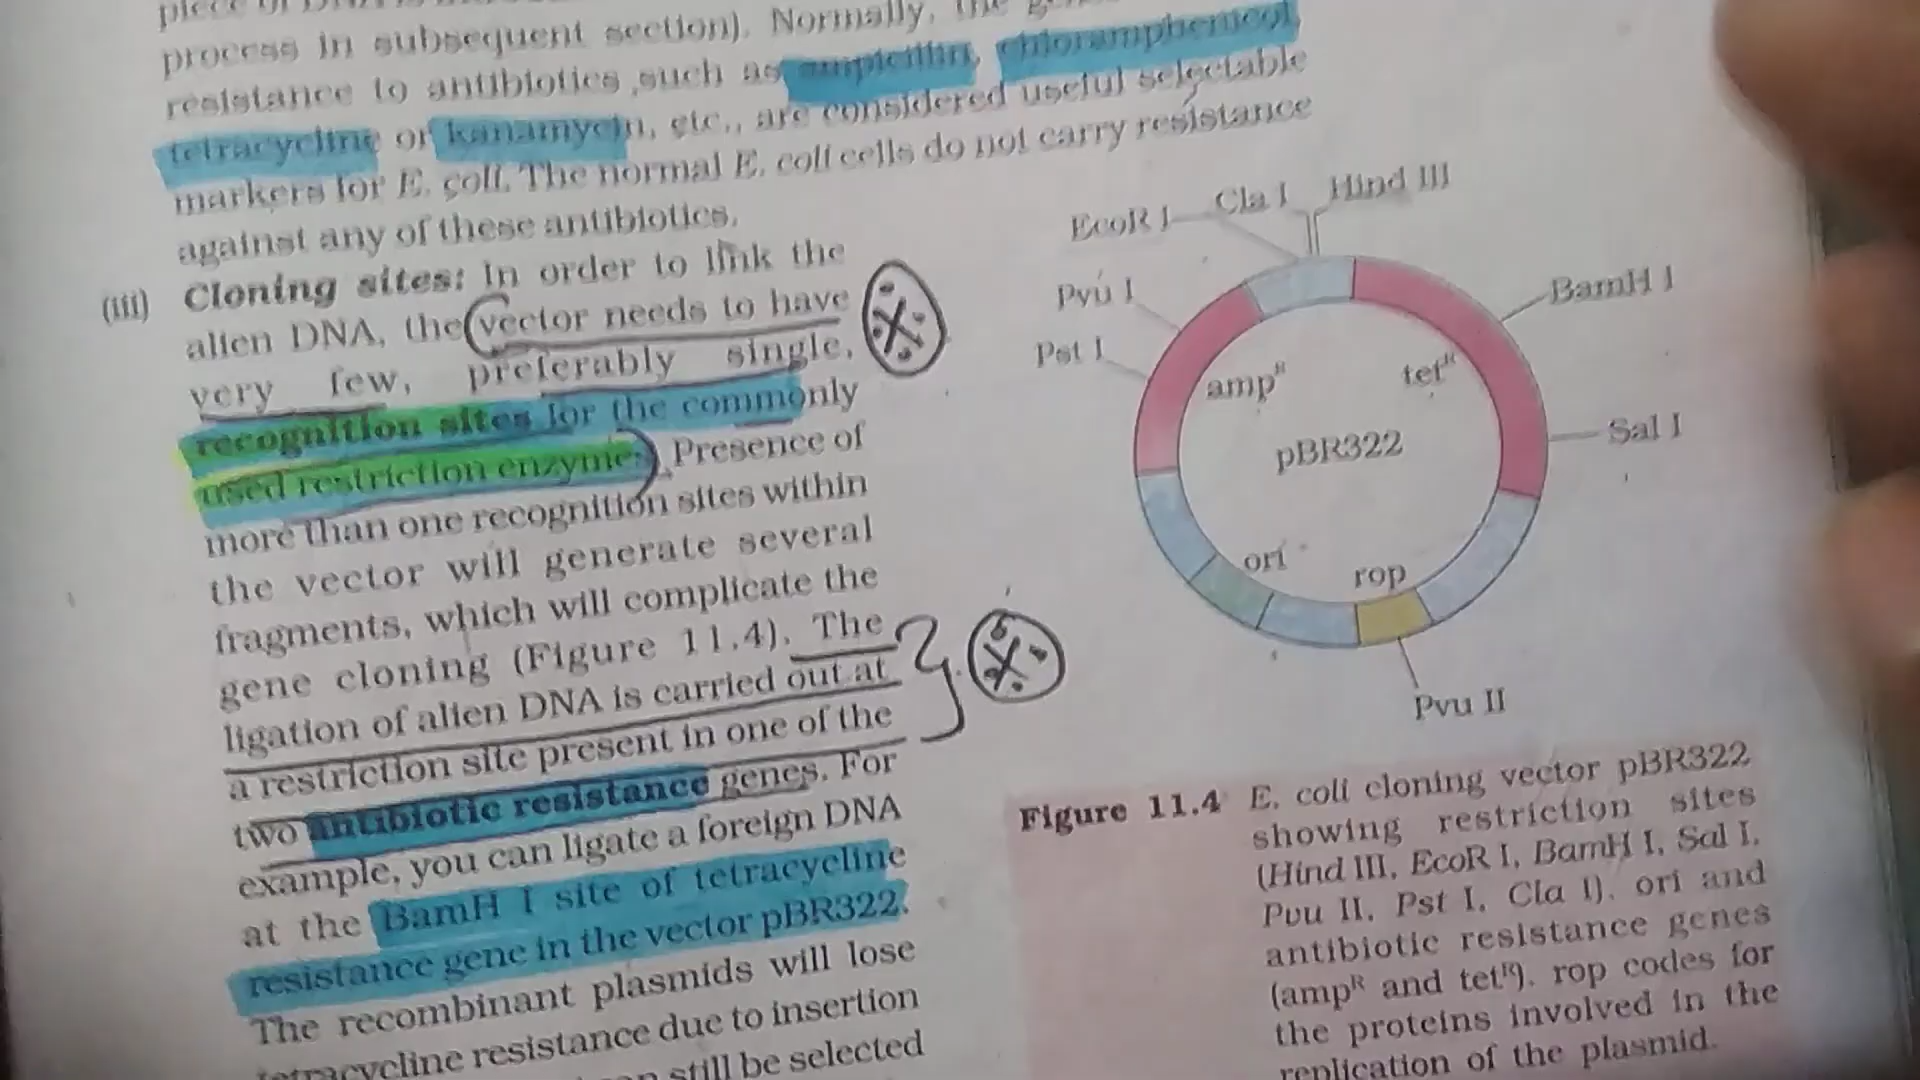 piece of DNA is
process in subsequent section). Normally, the
resistance to antibiotics such as ampicillin, chloramphenicol,
tetracycline or kanamycin, etc., are considered useful selectable
markers for E. coli. The normal E. coli cells do not carry resistance
against any of these antibiotics.
(iii) Cloning sites: In order to link the
alien DNA, the vector needs to have
very few, preferably single,
recognition sites for the commonly
used restriction enzymes. Presence of
more than one recognition sites within
the vector will generate several
fragments, which will complicate the
gene cloning (Figure 11.4). The
ligation of alien DNA is carried out at
a restriction site present in one of the
two antibiotic resistance genes. For
example, you can ligate a foreign DNA
at the BamH I site of tetracycline
resistance gene in the vector pBR322.
The recombinant plasmids will lose
tetracycline resistance due to insertion
still be selected
EcoR I
Cla I
Hind III
Pvu I
BamH I
Pst I
ampᴿ
tetᴿ
pBR322
Sal I
ori
rop
Pvu II
Figure 11.4 E. coli cloning vector pBR322
showing restriction sites
(Hind III, EcoR I, BamH I, Sal I,
Pvu II, Pst I, Cla I), ori and
antibiotic resistance genes
(ampᴿ and tetᴿ). rop codes for
the proteins involved in the
replication of the plasmid.